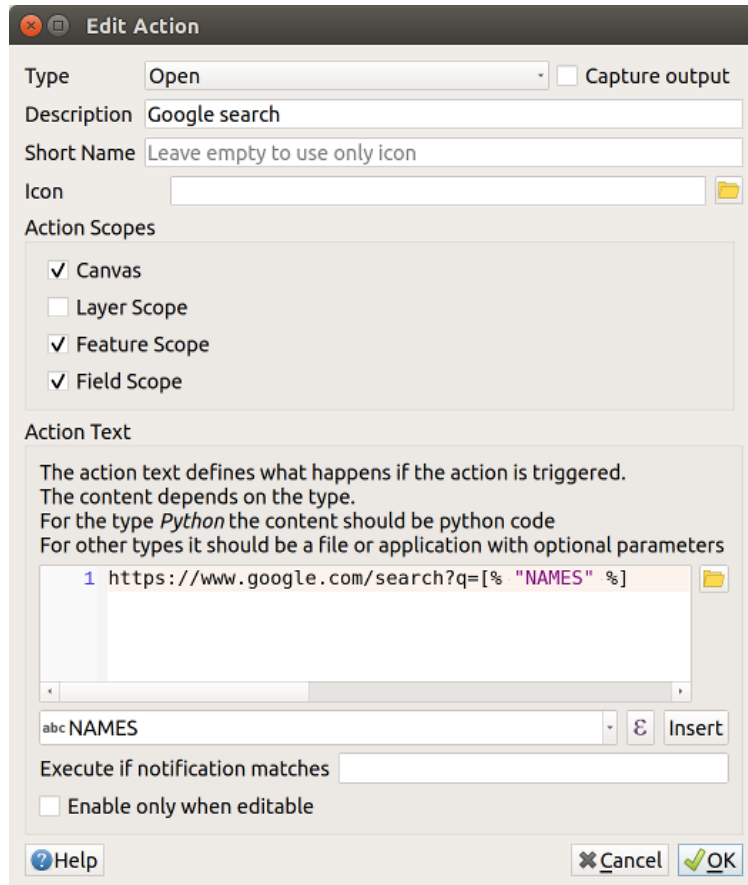 Edit Action
Type Open Capture output
Description Google search
Short Name Leave empty to use only icon
Icon
Action Scopes
Canvas
Layer Scope
Feature Scope
Field Scope
Action Text
The action text defines what happens if the action is triggered.
The content depends on the type.
For the type Python the content should be python code
For other types it should be a file or application with optional parameters
1 https://www.google.com/search?q=[% "NAMES" %]
abc NAMES ε Insert
Execute if notification matches
Enable only when editable
Help Cancel OK